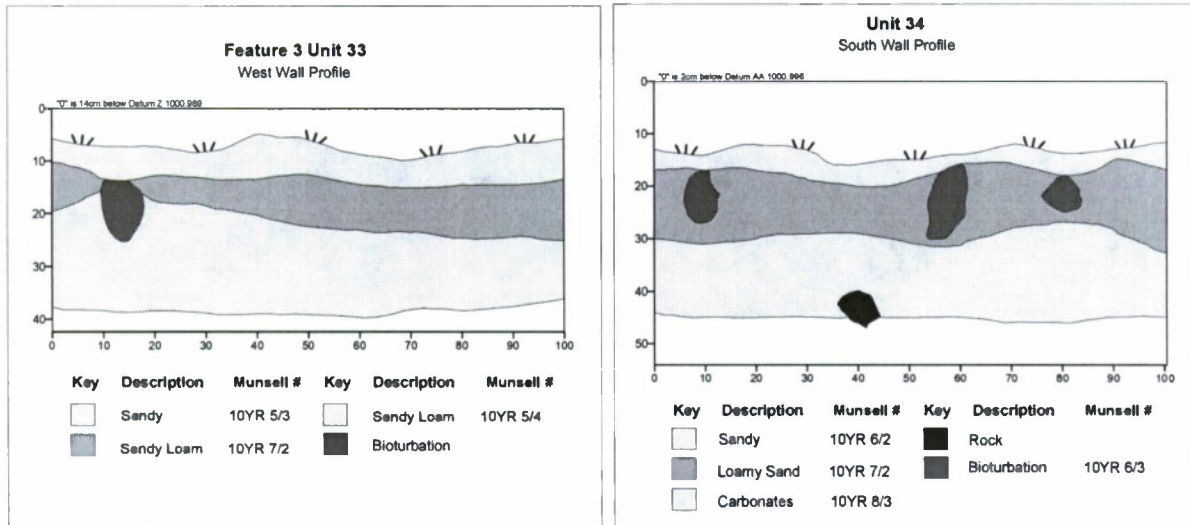 Feature 3 Unit 33
West Wall Profile
"0" is 14cm below Datum Z 1000.989
0
10
20
30
40
0 10 20 30 40 50 60 70 80 90 100
Key Description Munsell # Key Description Munsell #
Sandy 10YR 5/3 Sandy Loam 10YR 5/4
Sandy Loam 10YR 7/2 Bioturbation
Unit 34
South Wall Profile
"0" is 2cm below Datum AA 1000.996
0
10
20
30
40
50
0 10 20 30 40 50 60 70 80 90 100
Key Description Munsell # Key Description Munsell #
Sandy 10YR 6/2 Rock
Loamy Sand 10YR 7/2 Bioturbation 10YR 6/3
Carbonates 10YR 8/3